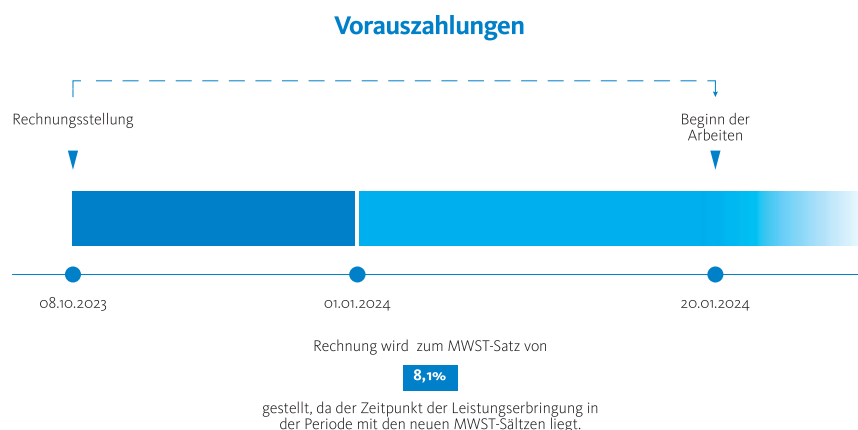 Vorauszahlungen
Rechnungsstellung
Beginn der
Arbeiten
08.10.2023
01.01.2024
20.01.2024
Rechnung wird zum MWST-Satz von
8,1%
gestellt, da der Zeitpunkt der Leistungserbringung in
der Periode mit den neuen MWST-Sältzen liegt.